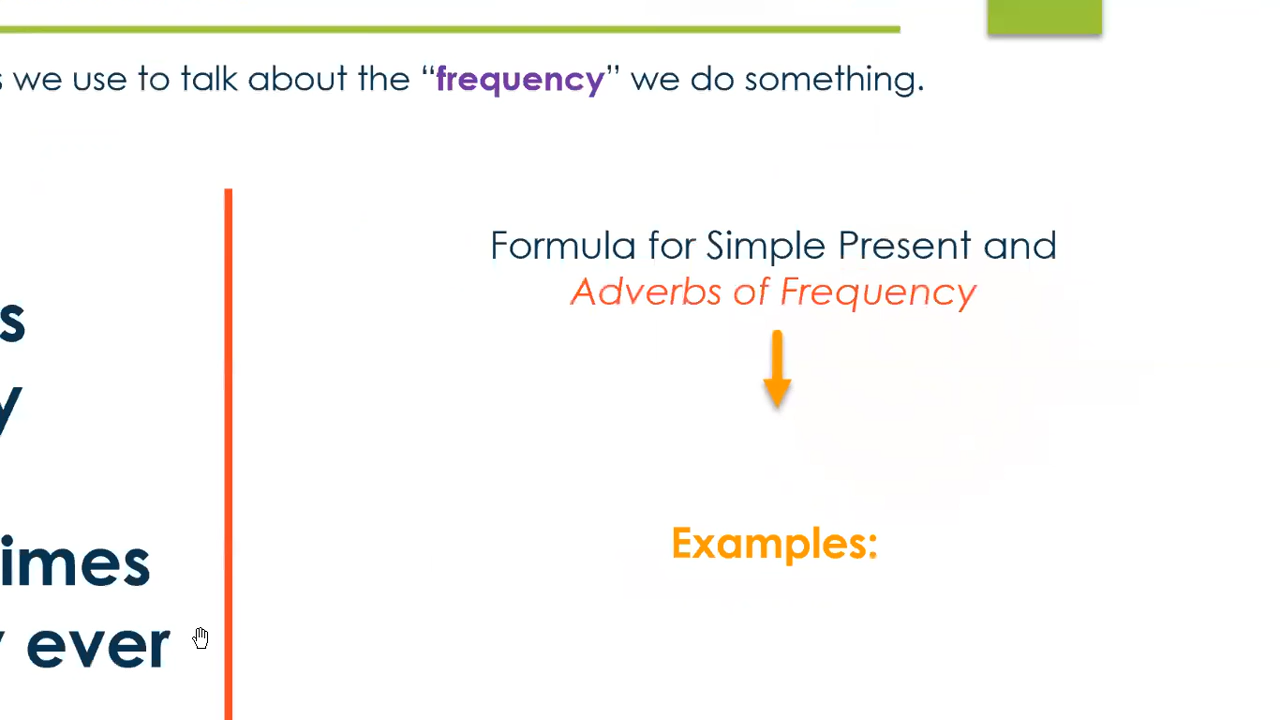 s we use to talk about the “frequency” we do something.
Formula for Simple Present and
Adverbs of Frequency
s
y
Examples:
imes
y ever